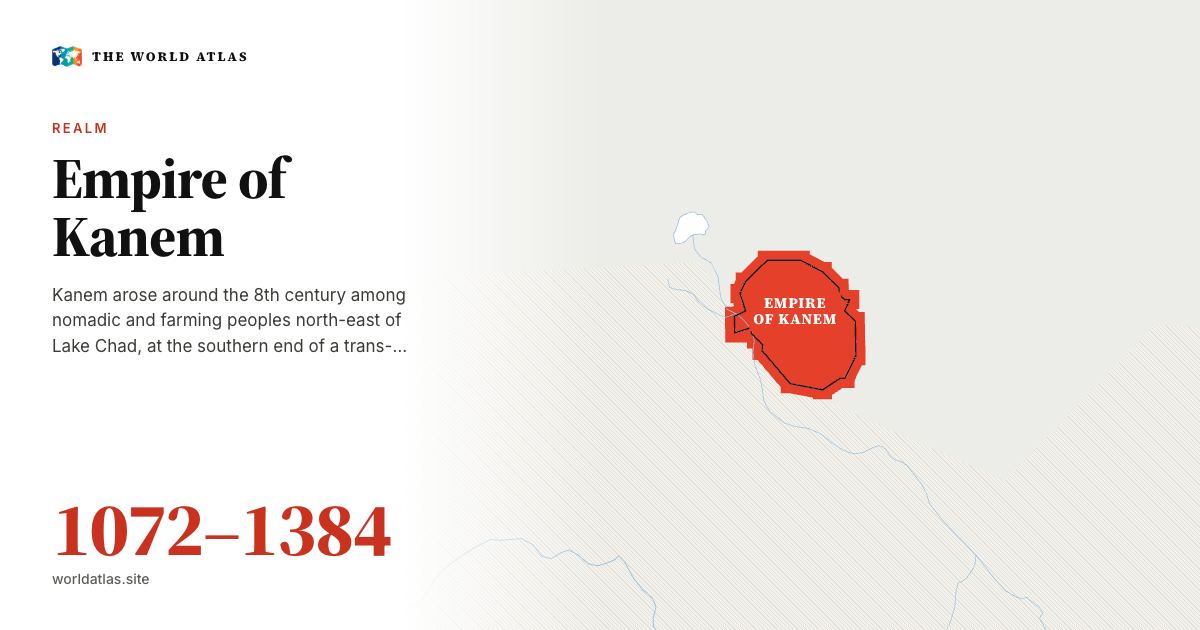 THE WORLD ATLAS
REALM
Empire of
Kanem
Kanem arose around the 8th century among
nomadic and farming peoples north-east of
Lake Chad, at the southern end of a trans-...
1072–1384
worldatlas.site
EMPIRE
OF KANEM